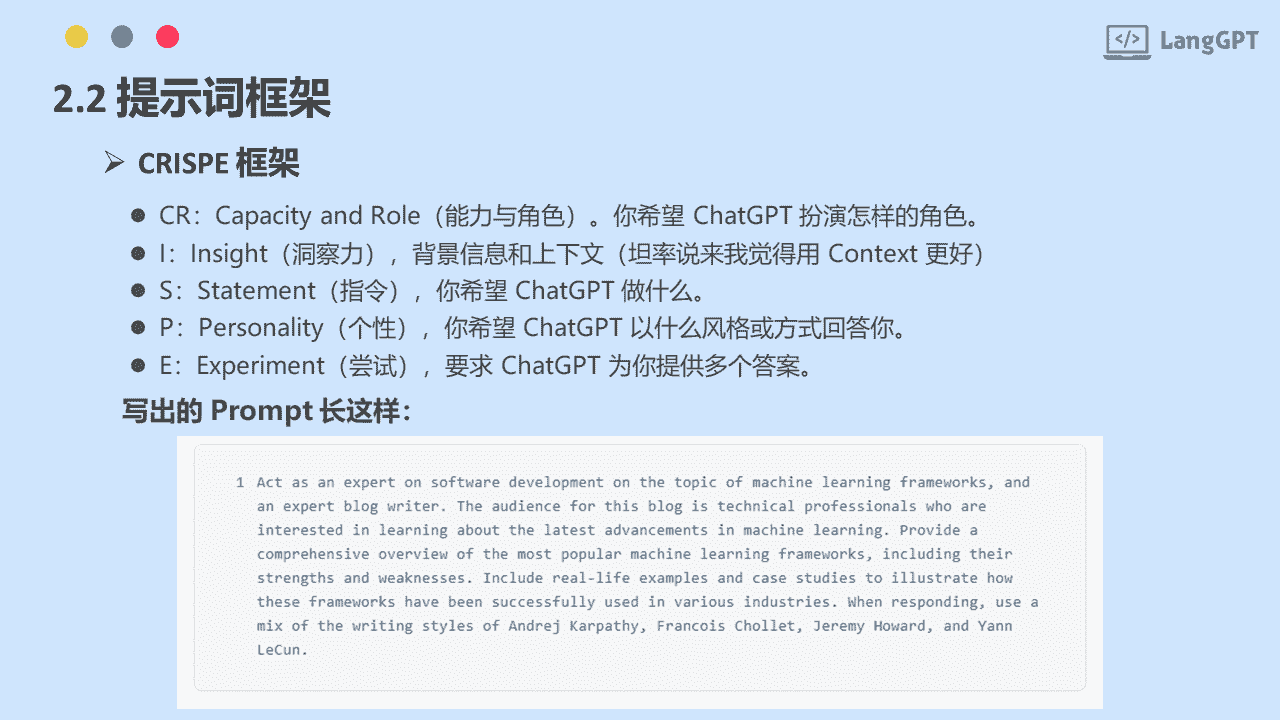 </> LangGPT
2.2 提示词框架
➢ CRISPE 框架
● CR：Capacity and Role（能力与角色）。你希望 ChatGPT 扮演怎样的角色。
● I：Insight（洞察力），背景信息和上下文（坦率说来我觉得用 Context 更好）
● S：Statement（指令），你希望 ChatGPT 做什么。
● P：Personality（个性），你希望 ChatGPT 以什么风格或方式回答你。
● E：Experiment（尝试），要求 ChatGPT 为你提供多个答案。
写出的 Prompt 长这样：
1 Act as an expert on software development on the topic of machine learning frameworks, and
an expert blog writer. The audience for this blog is technical professionals who are
interested in learning about the latest advancements in machine learning. Provide a
comprehensive overview of the most popular machine learning frameworks, including their
strengths and weaknesses. Include real-life examples and case studies to illustrate how
these frameworks have been successfully used in various industries. When responding, use a
mix of the writing styles of Andrej Karpathy, Francois Chollet, Jeremy Howard, and Yann
LeCun.